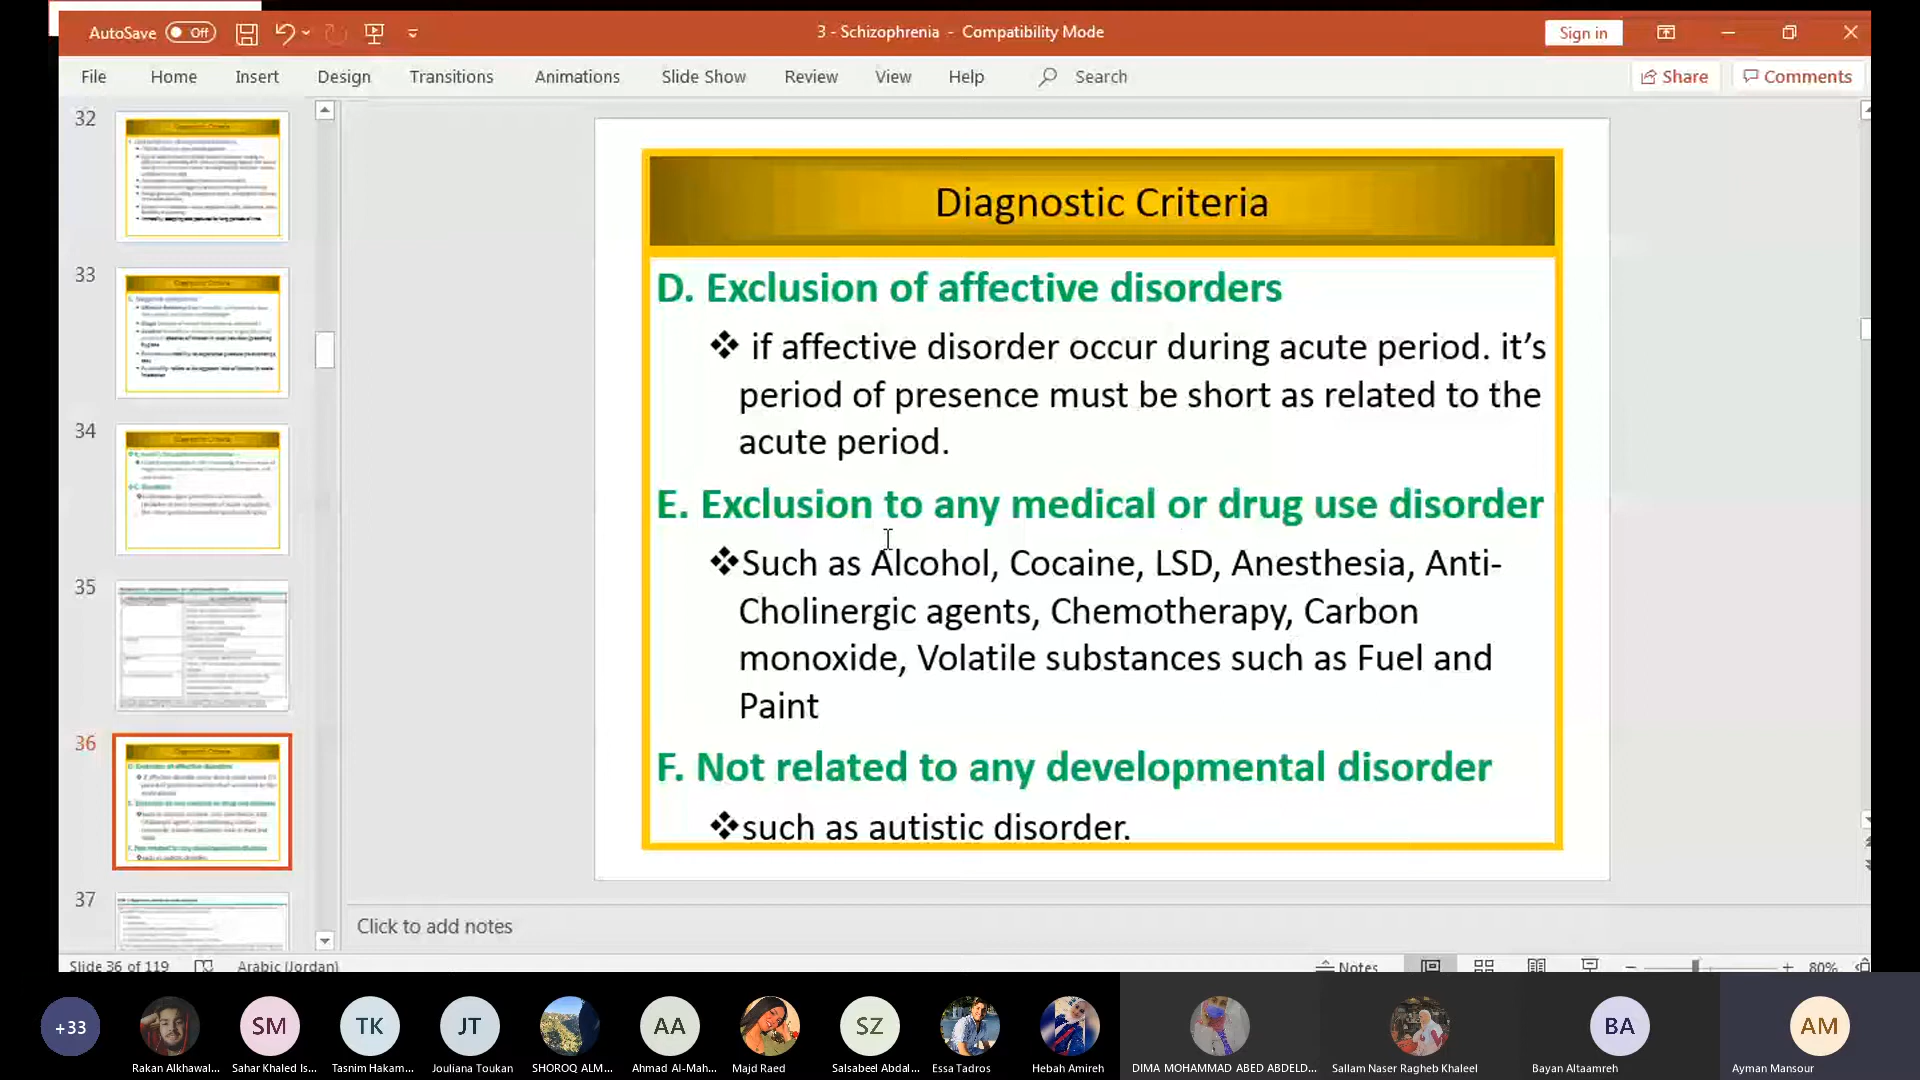 AutoSave Off
3 - Schizophrenia - Compatibility Mode
Sign in
File Home Insert Design Transitions Animations Slide Show Review View Help Search
Share Comments
32
33
34
35
36
37
Diagnostic Criteria
D. Exclusion of affective disorders
❖ if affective disorder occur during acute period. it’s
period of presence must be short as related to the
acute period.
E. Exclusion to any medical or drug use disorder
❖Such as Alcohol, Cocaine, LSD, Anesthesia, Anti-
Cholinergic agents, Chemotherapy, Carbon
monoxide, Volatile substances such as Fuel and
Paint
F. Not related to any developmental disorder
❖such as autistic disorder.
Click to add notes
Slide 36 of 119 Arabic (Jordan) Notes 80%
+33 SM TK JT AA SZ BA AM
Rakan Alkhawal... Sahar Khaled Is... Tasnim Hakam... Jouliana Toukan SHOROQ ALM... Ahmad Al-Mah... Majd Raed Salsabeel Abdal... Essa Tadros Hebah Amireh DIMA MOHAMMAD ABED ABDELD... Sallam Naser Ragheb Khaleel Bayan Altaamreh Ayman Mansour